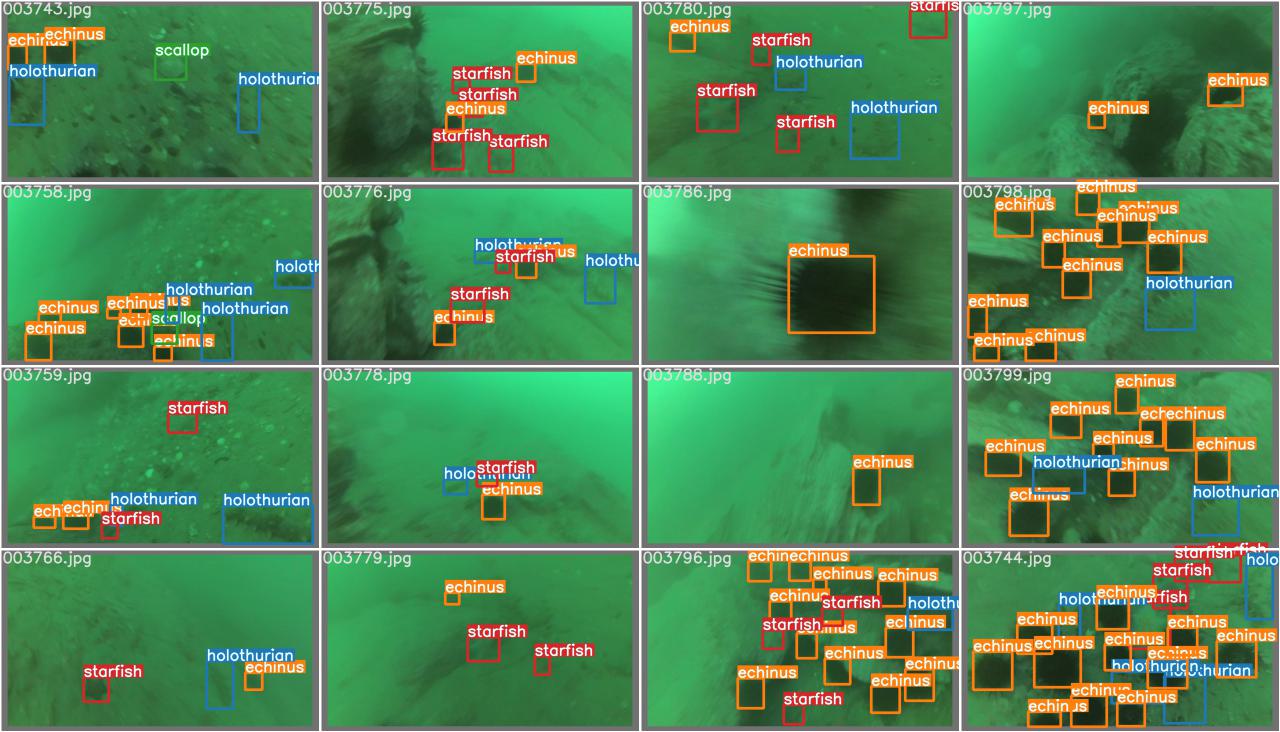 003743.jpg
echinus
echinus
scallop
holothurian
holothurian
003775.jpg
echinus
starfish
starfish
echinus
starfish
starfish
003780.jpg
starfis
echinus
starfish
holothurian
starfish
holothurian
starfish
003797.jpg
echinus
echinus
003758.jpg
holoth
holothurian
echinus
echinus
holothurian
scallop
echinus
echinus
003776.jpg
holothurian
starfish
holothu
starfish
echinus
003786.jpg
echinus
003798.jpg
echinus
echinus
echinus
echinus
echinus
echinus
echinus
holothurian
echinus
echinus
echinus
003759.jpg
starfish
holothurian
holothurian
echinus
starfish
003778.jpg
starfish
holothurian
echinus
003788.jpg
echinus
003799.jpg
echinus
echinus
echinus
echinus
echinus
echinus
echinus
holothurian
echinus
holothurian
echinus
003766.jpg
holothurian
echinus
starfish
003779.jpg
echinus
starfish
starfish
003796.jpg
echinus
echinus
echinus
echinus
echinus
starfish
holothu
starfish
echinus
echinus
echinus
echinus
echinus
echinus
starfish
003744.jpg
starfish
holo
starfish
echinus
holothurian
echinus
echinus
echinus
echinus
echinus
echinus
echinus
holothurian
holothurian
echinus
echinus
echinus